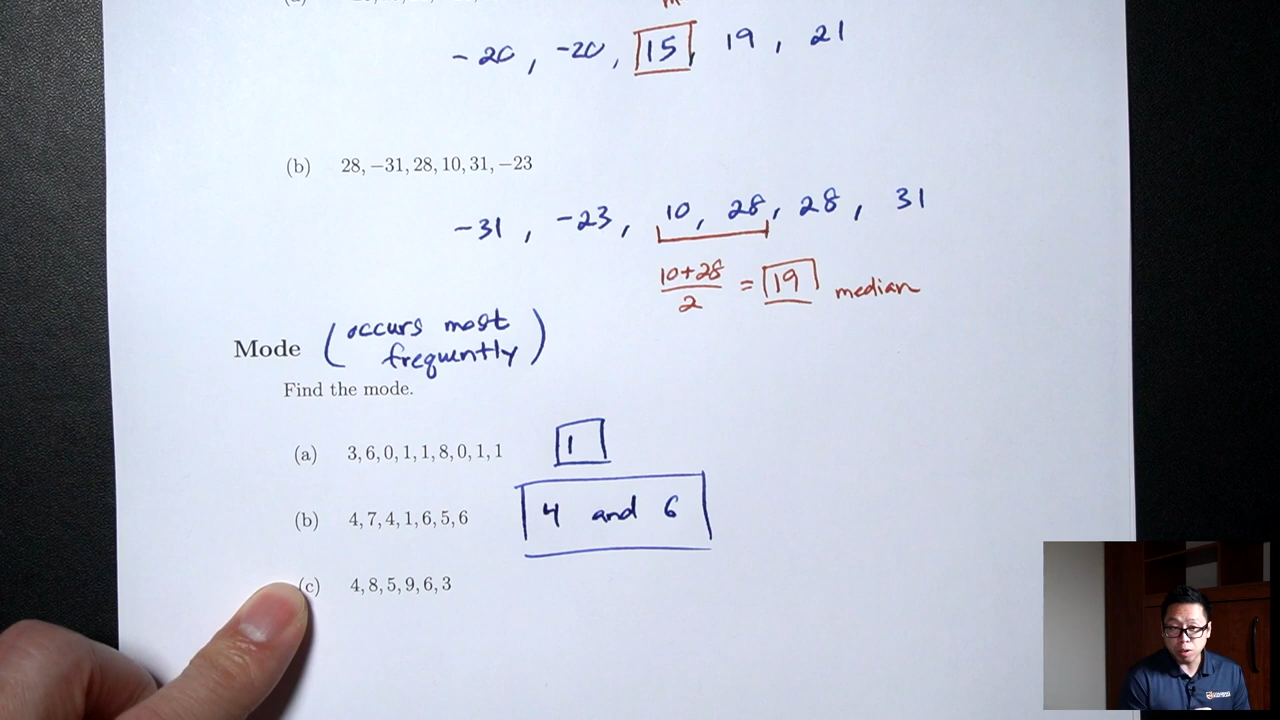 -20, -20, 15, 19, 21
(b) 28, −31, 28, 10, 31, −23
-31, -23, 10, 28, 28, 31
10+28
2
= 19 median
Mode (occurs most
frequently)
Find the mode.
(a) 3, 6, 0, 1, 1, 8, 0, 1, 1 1
(b) 4, 7, 4, 1, 6, 5, 6 4 and 6
(c) 4, 8, 5, 9, 6, 3